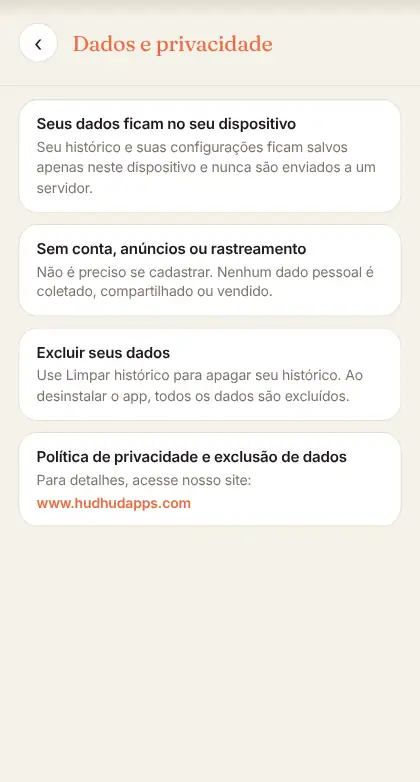 Dados e privacidade
Seus dados ficam no seu dispositivo
Seu histórico e suas configurações ficam salvos
apenas neste dispositivo e nunca são enviados a um
servidor.
Sem conta, anúncios ou rastreamento
Não é preciso se cadastrar. Nenhum dado pessoal é
coletado, compartilhado ou vendido.
Excluir seus dados
Use Limpar histórico para apagar seu histórico. Ao
desinstalar o app, todos os dados são excluídos.
Política de privacidade e exclusão de dados
Para detalhes, acesse nosso site:
www.hudhudapps.com